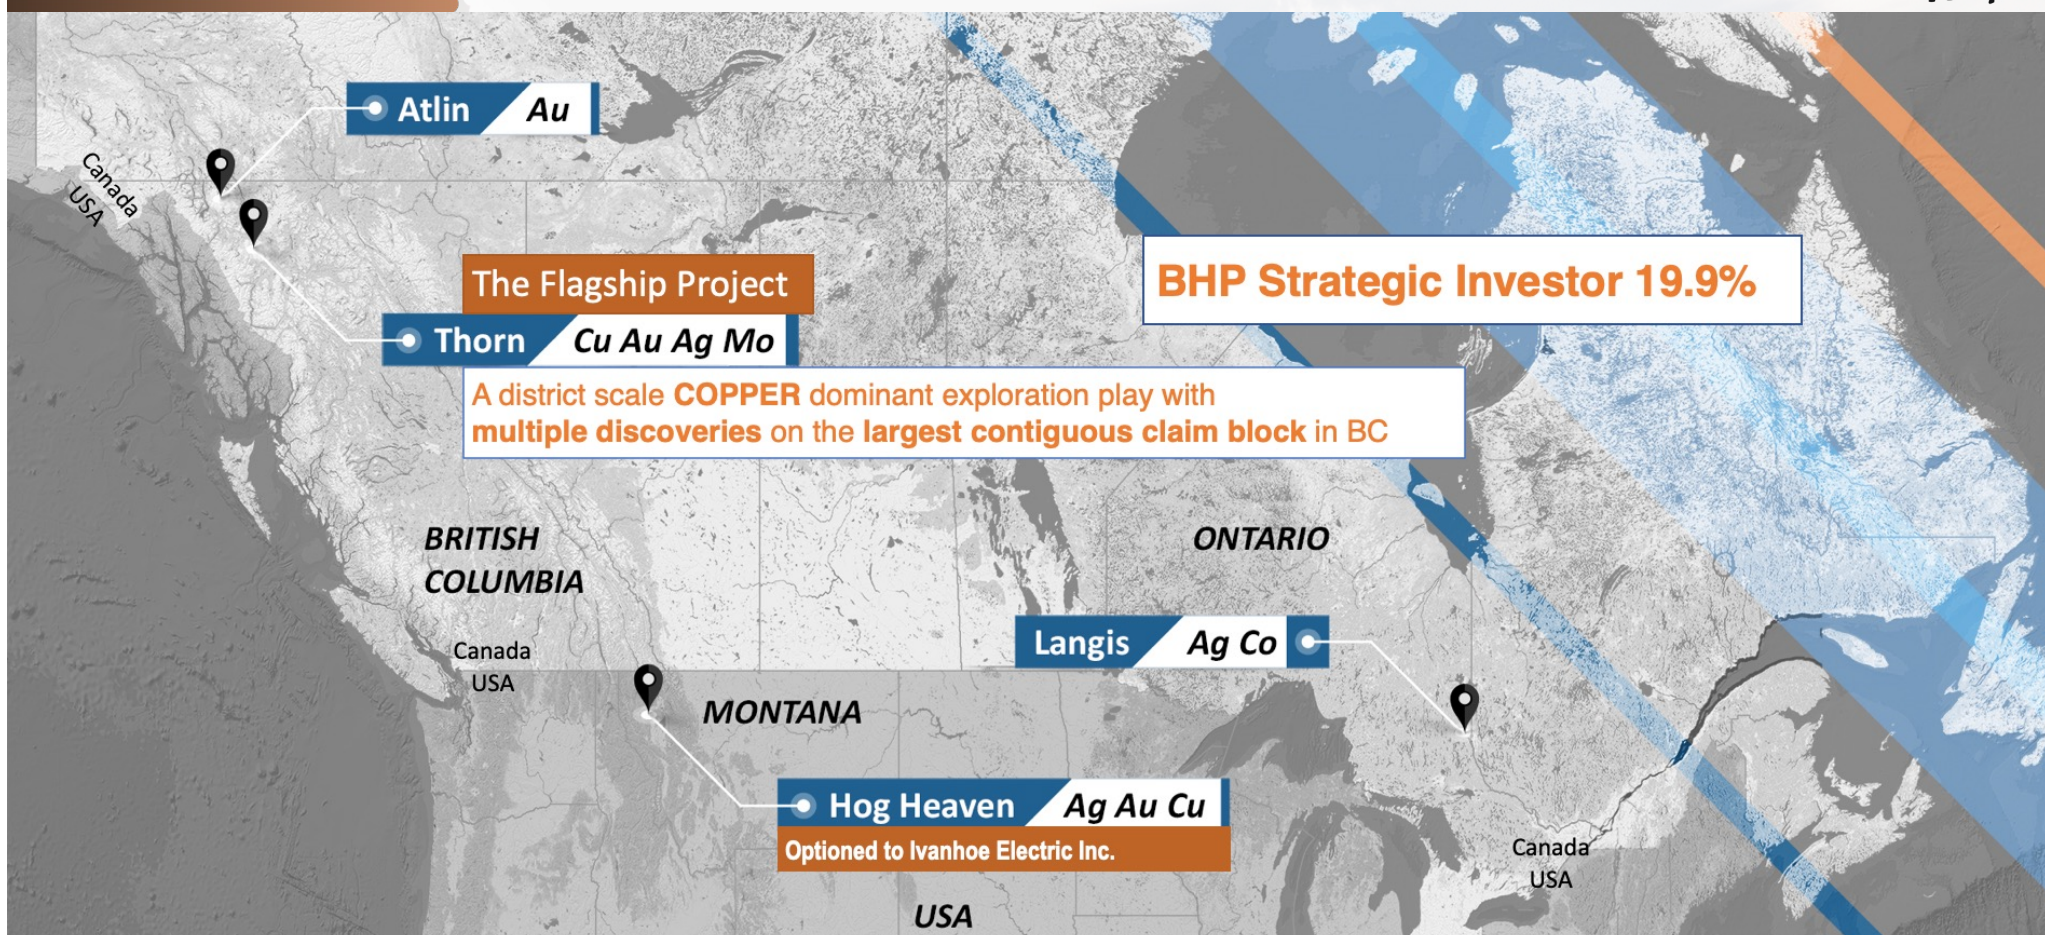 Atlin Au
Canada
USA
The Flagship Project
BHP Strategic Investor 19.9%
Thorn Cu Au Ag Mo
A district scale COPPER dominant exploration play with
multiple discoveries on the largest contiguous claim block in BC
BRITISH
COLUMBIA
ONTARIO
Canada
USA
Langis Ag Co
MONTANA
Hog Heaven Ag Au Cu
Optioned to Ivanhoe Electric Inc.
Canada
USA
USA